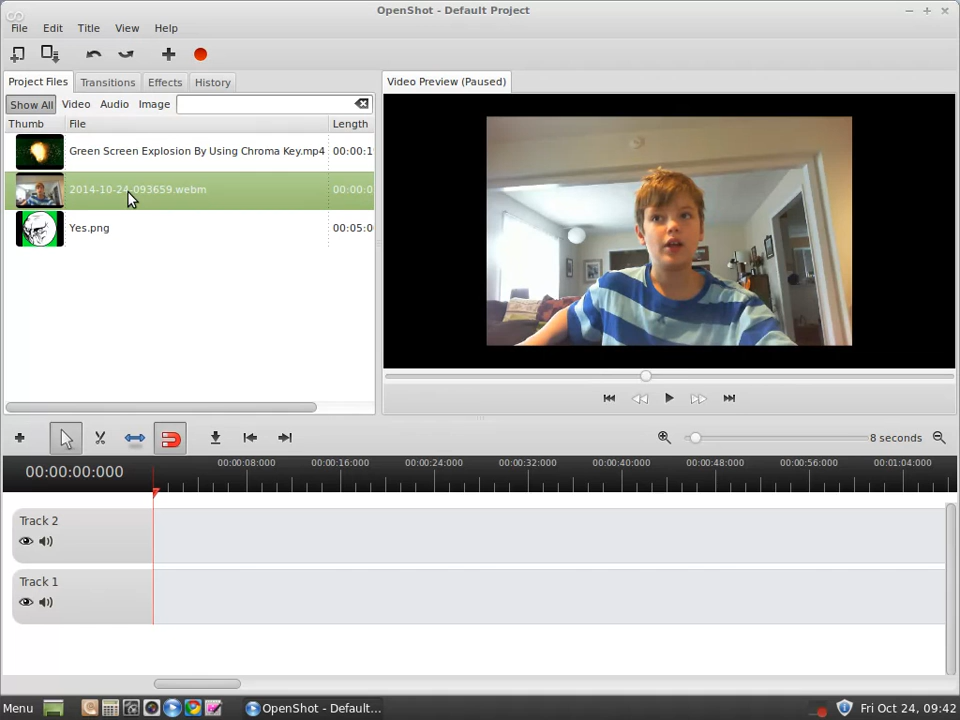 OpenShot - Default Project
File Edit Title View Help
Project Files Transitions Effects History
Video Preview (Paused)
Show All Video Audio Image
Thumb File Length
Green Screen Explosion By Using Chroma Key.mp4 00:00:1
2014-10-24-093659.webm 00:00:0
Yes.png 00:05:0
8 seconds
00:00:00:000
00:00:08:000 00:00:16:000 00:00:24:000 00:00:32:000 00:00:40:000 00:00:48:000 00:00:56:000 00:01:04:000
Track 2
Track 1
Menu OpenShot - Default... Fri Oct 24, 09:42